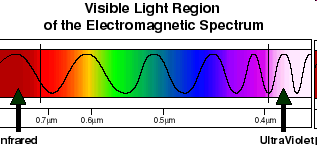 Visible Light Region
of the Electromagnetic Spectrum
0.7μm 0.6μm 0.5μm 0.4μm
nfrared UltraViolet